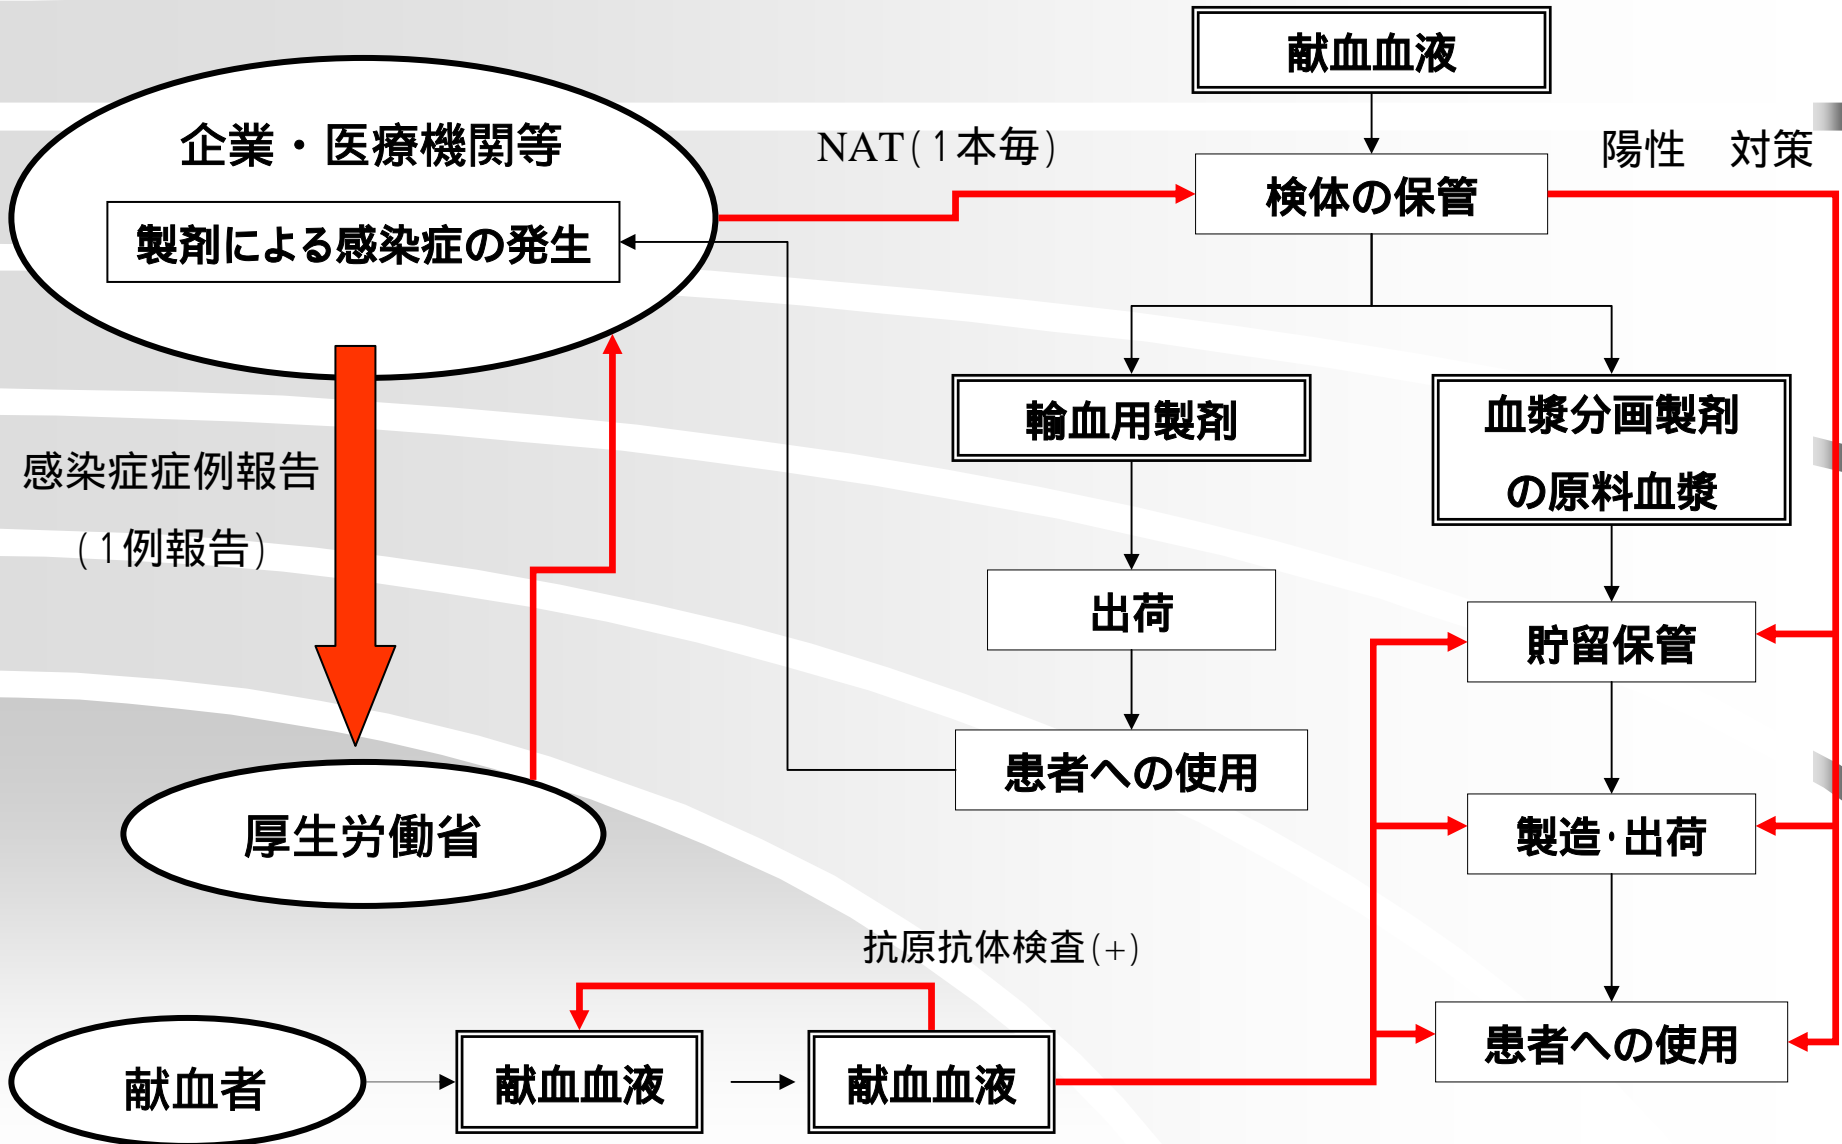 献血血液
企業・医療機関等
NAT(1本毎)
陽性　対策
検体の保管
製剤による感染症の発生
輸血用製剤
血漿分画製剤
の原料血漿
感染症症例報告
(1例報告)
出荷
貯留保管
患者への使用
厚生労働省
製造・出荷
抗原抗体検査(+)
患者への使用
献血者
献血血液
献血血液